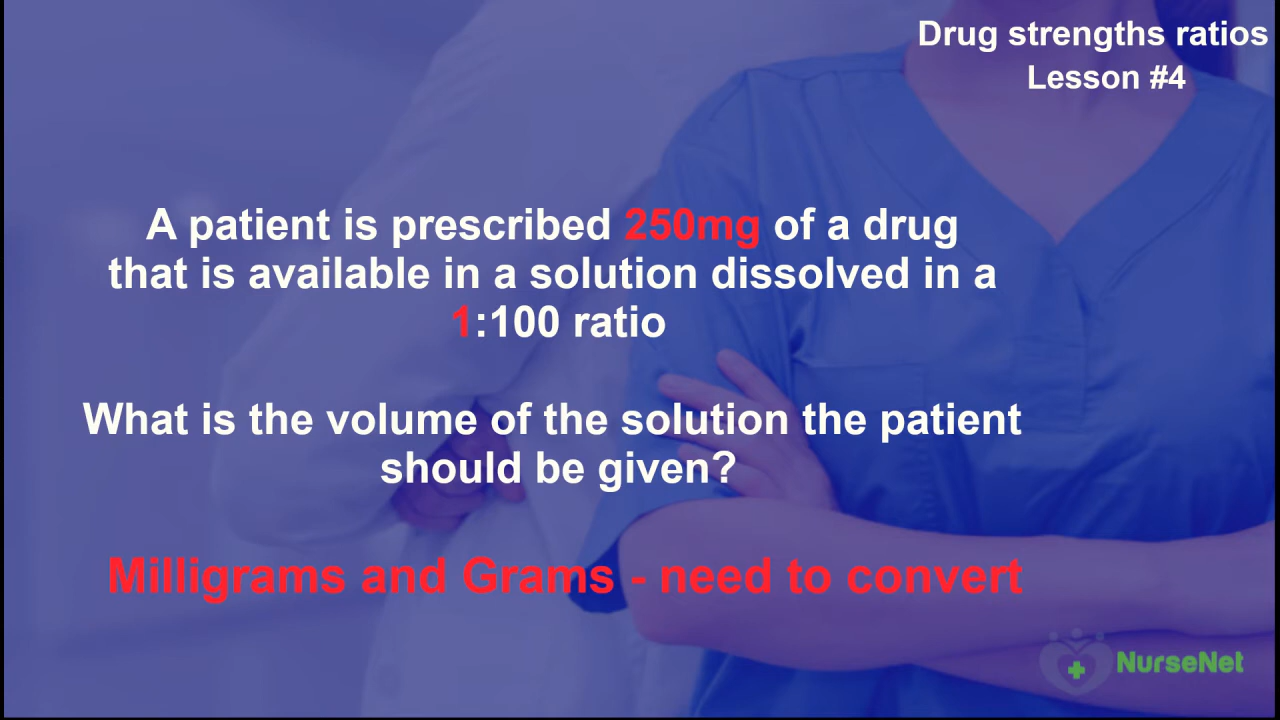 Drug strengths ratios
Lesson #4
A patient is prescribed 250mg of a drug
that is available in a solution dissolved in a
1:100 ratio
What is the volume of the solution the patient
should be given?
Milligrams and Grams - need to convert
NurseNet